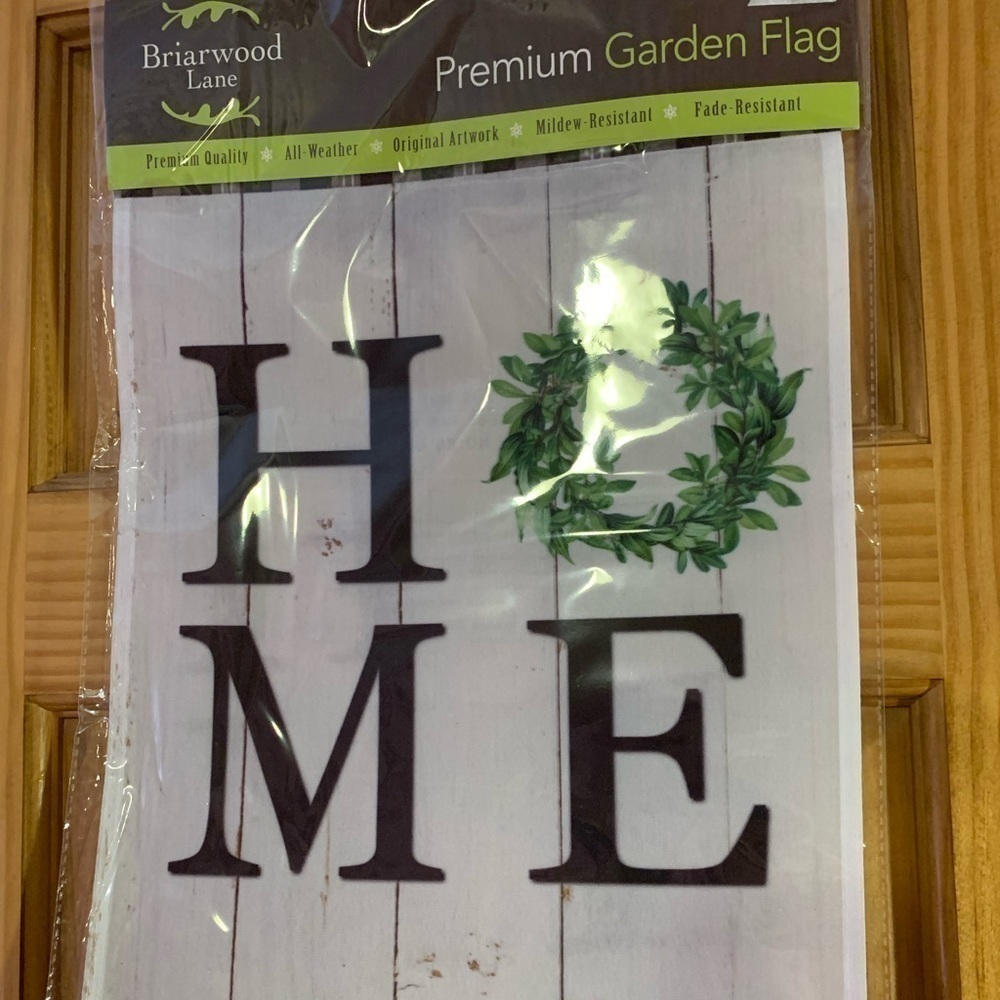 Briarwood
Lane
Premium Garden Flag
Premium Quality All-Weather Original Artwork Mildew-Resistant Fade-Resistant
H
ME